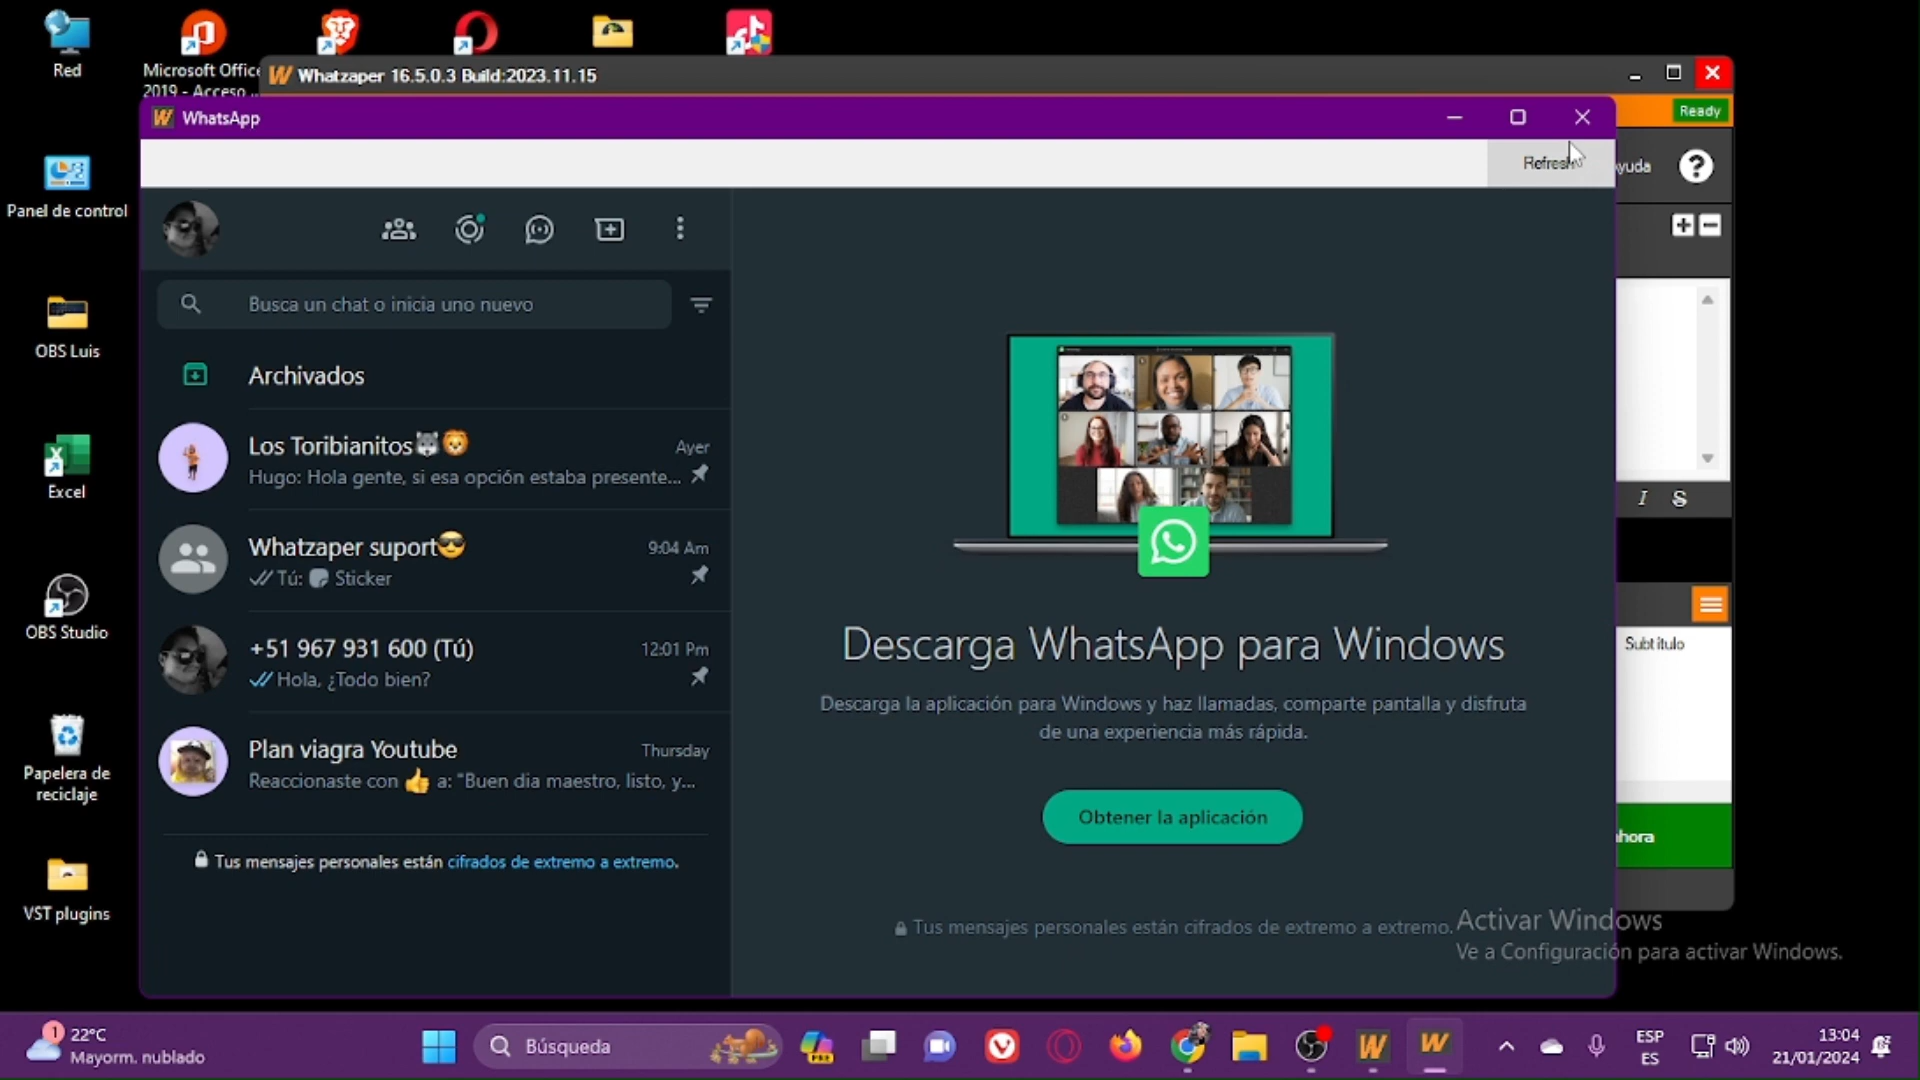 Red
Microsoft Office
2019 - Acceso ...
Whatzaper 16.5.0.3 Build:2023.11.15
WhatsApp
Ready
Refresh
yuda
Panel de control
Busca un chat o inicia uno nuevo
OBS Luis
Archivados
Los Toribianitos🐺🦁
Ayer
Hugo: Hola gente, si esa opción estaba presente...
Excel
I S
Whatzaper suport😎
9:04 Am
Tú: Sticker
OBS Studio
+51 967 931 600 (Tú)
12:01 Pm
Hola, ¿Todo bien?
Descarga WhatsApp para Windows
Subtitulo
Descarga la aplicación para Windows y haz llamadas, comparte pantalla y disfruta
de una experiencia más rápida.
Papelera de
reciclaje
Plan viagra Youtube
Thursday
Reaccionaste con 👍 a: "Buen dia maestro, listo, y...
Obtener la aplicación
hora
Tus mensajes personales están cifrados de extremo a extremo.
VST plugins
Tus mensajes personales están cifrados de extremo a extremo.
Activar Windows
Ve a Configuración para activar Windows.
1
22°C
Mayorm. nublado
Búsqueda
PRE
ESP
ES
13:04
21/01/2024